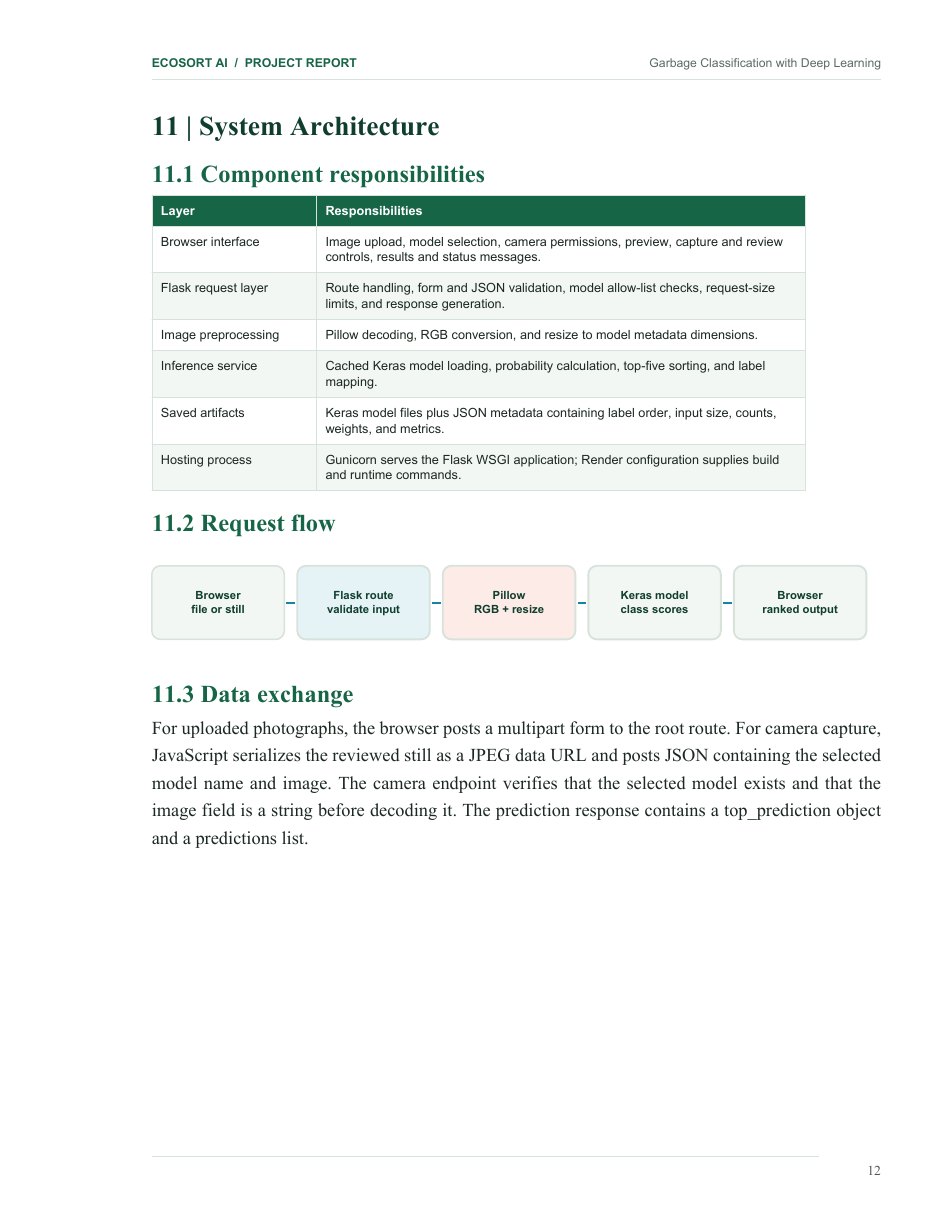 ECOSORT AI / PROJECT REPORT
Garbage Classification with Deep Learning
11 | System Architecture
11.1 Component responsibilities
Layer
Responsibilities
Browser interface
Image upload, model selection, camera permissions, preview, capture and review
controls, results and status messages.
Flask request layer
Route handling, form and JSON validation, model allow-list checks, request-size
limits, and response generation.
Image preprocessing
Pillow decoding, RGB conversion, and resize to model metadata dimensions.
Inference service
Cached Keras model loading, probability calculation, top-five sorting, and label
mapping.
Saved artifacts
Keras model files plus JSON metadata containing label order, input size, counts,
weights, and metrics.
Hosting process
Gunicorn serves the Flask WSGI application; Render configuration supplies build
and runtime commands.
11.2 Request flow
Browser
file or still
Flask route
validate input
Pillow
RGB + resize
Keras model
class scores
Browser
ranked output
11.3 Data exchange
For uploaded photographs, the browser posts a multipart form to the root route. For camera capture,
JavaScript serializes the reviewed still as a JPEG data URL and posts JSON containing the selected
model name and image. The camera endpoint verifies that the selected model exists and that the
image field is a string before decoding it. The prediction response contains a top_prediction object
and a predictions list.
12